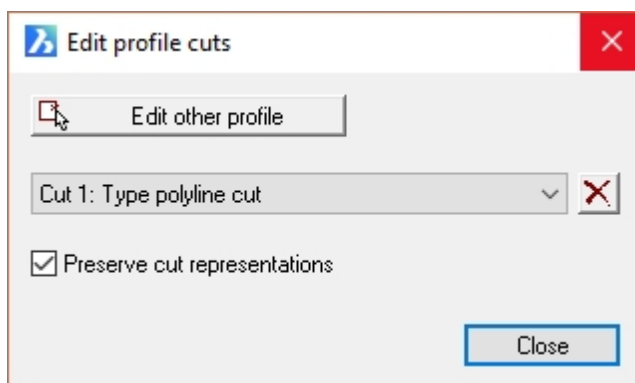 Edit profile cuts
Edit other profile
Cut 1: Type polyline cut
Preserve cut representations
Close